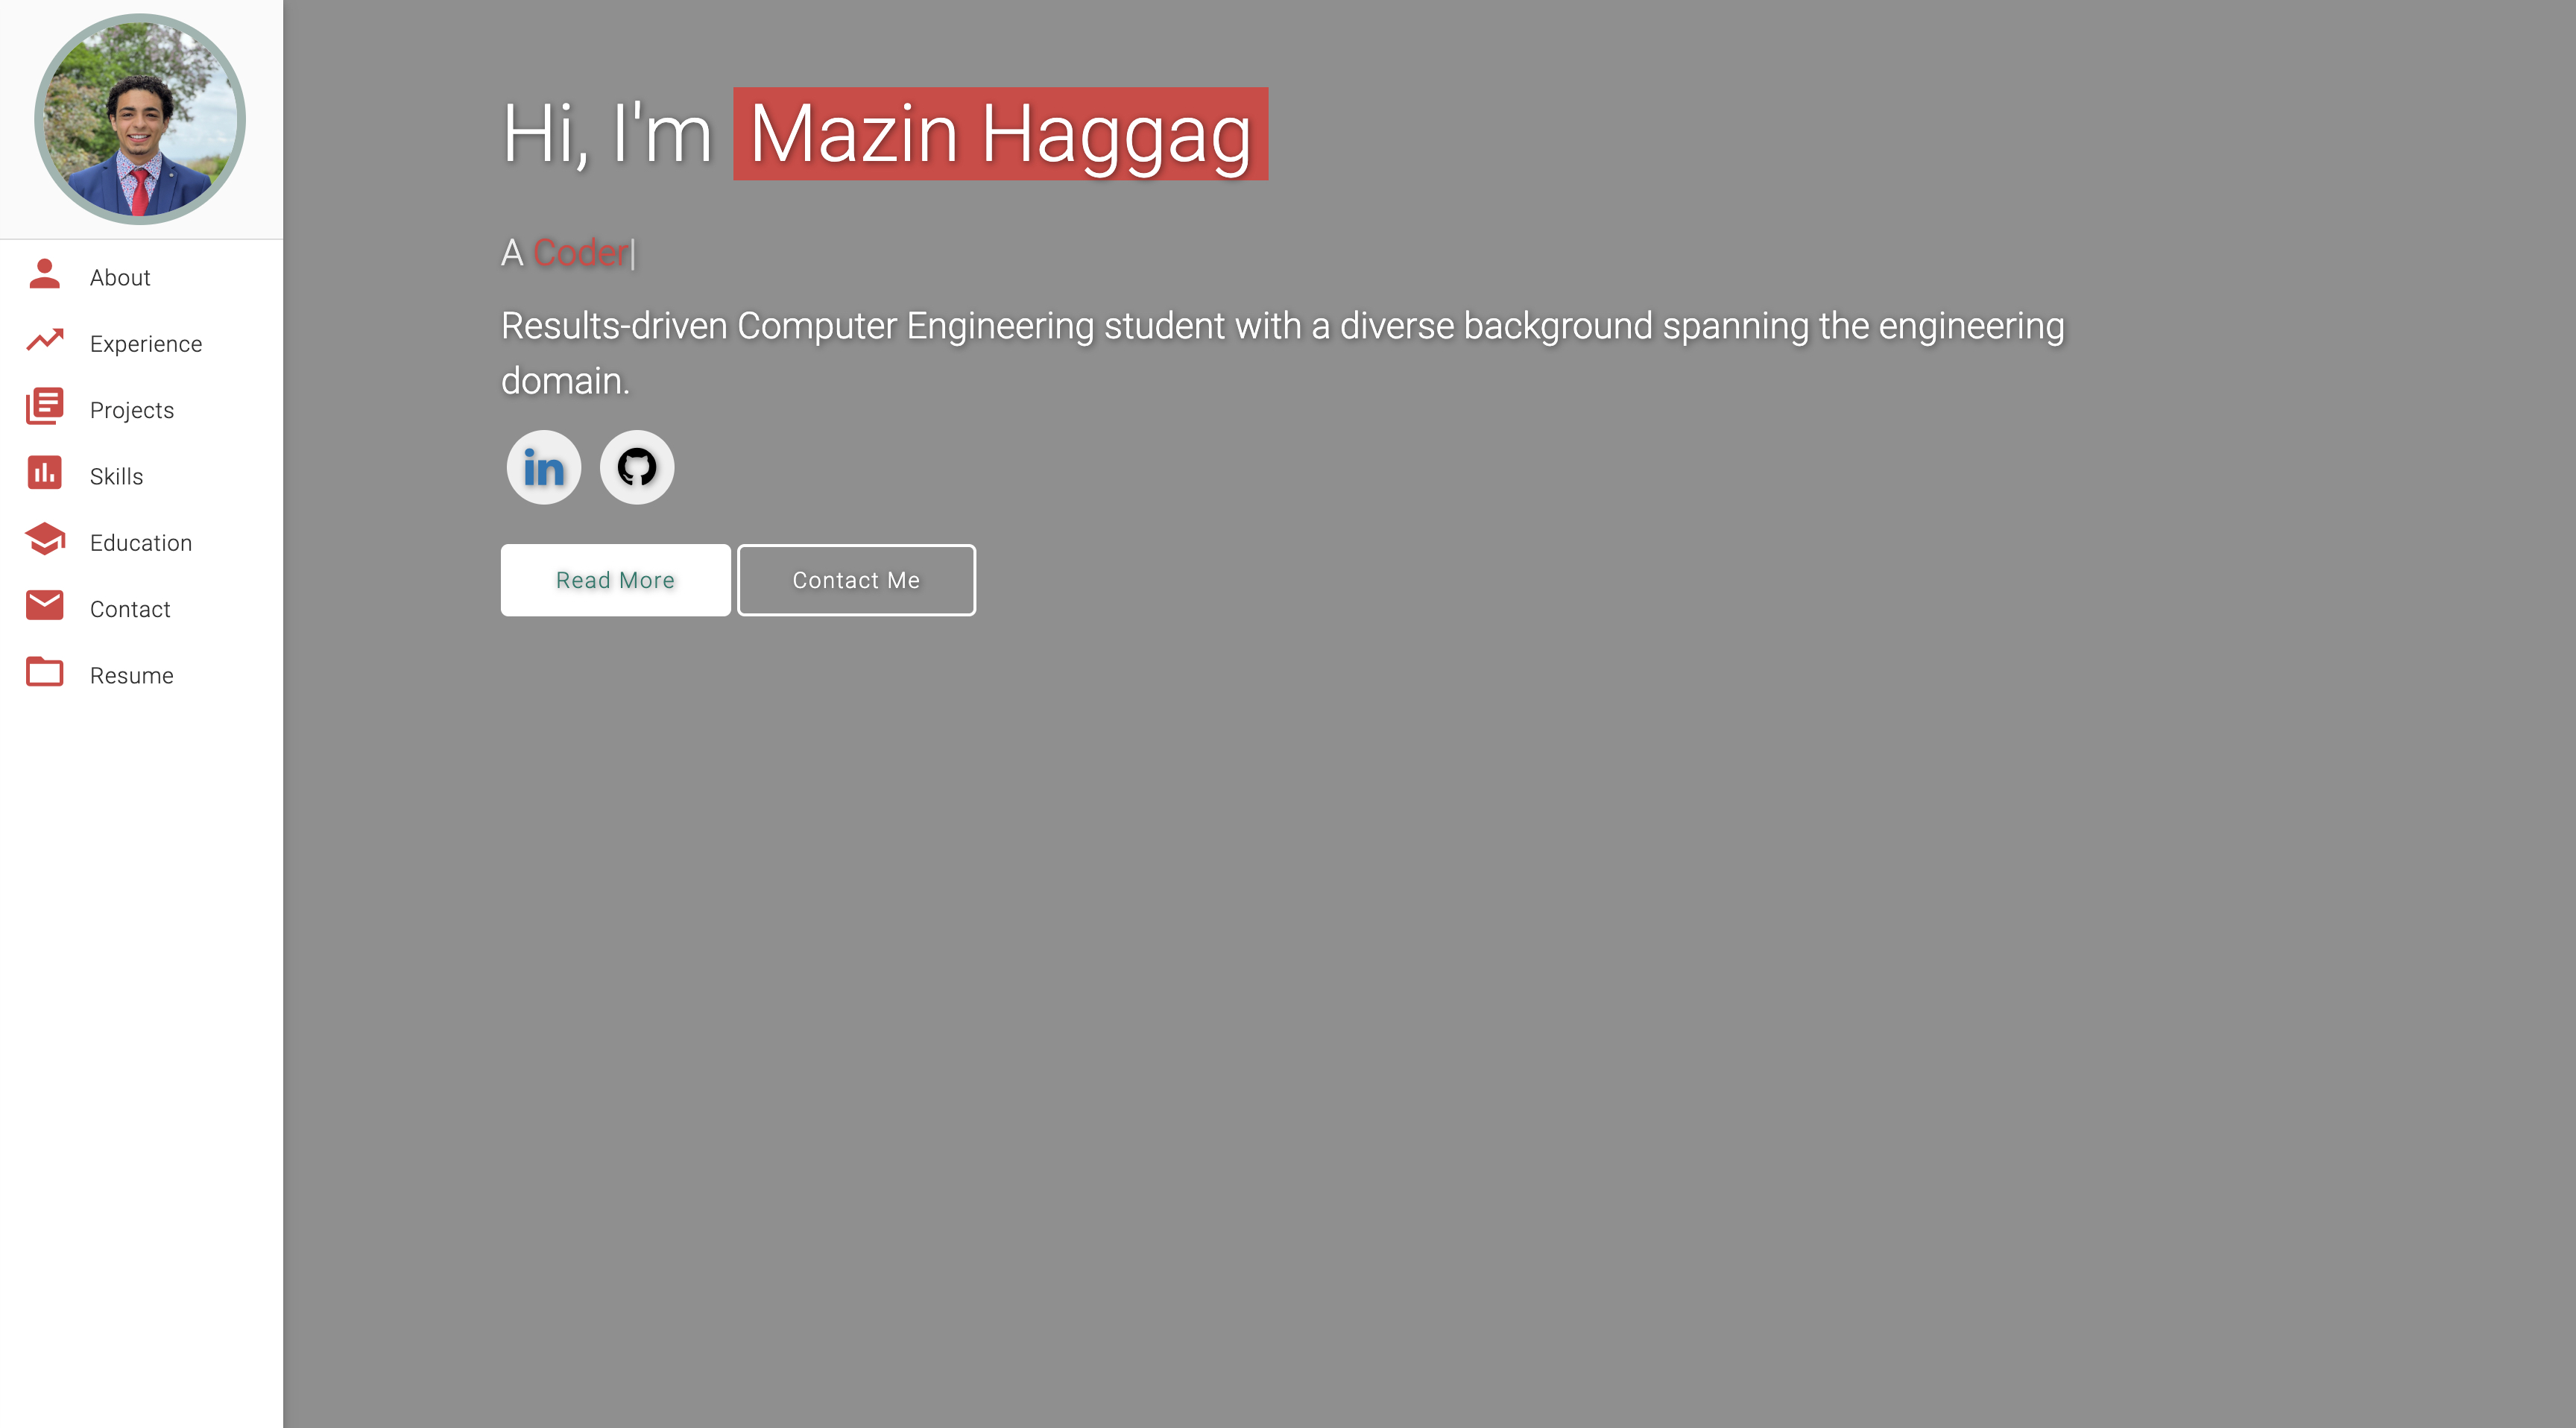 Hi, I'm Mazin Haggag
A Coder|
Results-driven Computer Engineering student with a diverse background spanning the engineering
domain.
in
Read More
Contact Me
About
Experience
Projects
Skills
Education
Contact
Resume